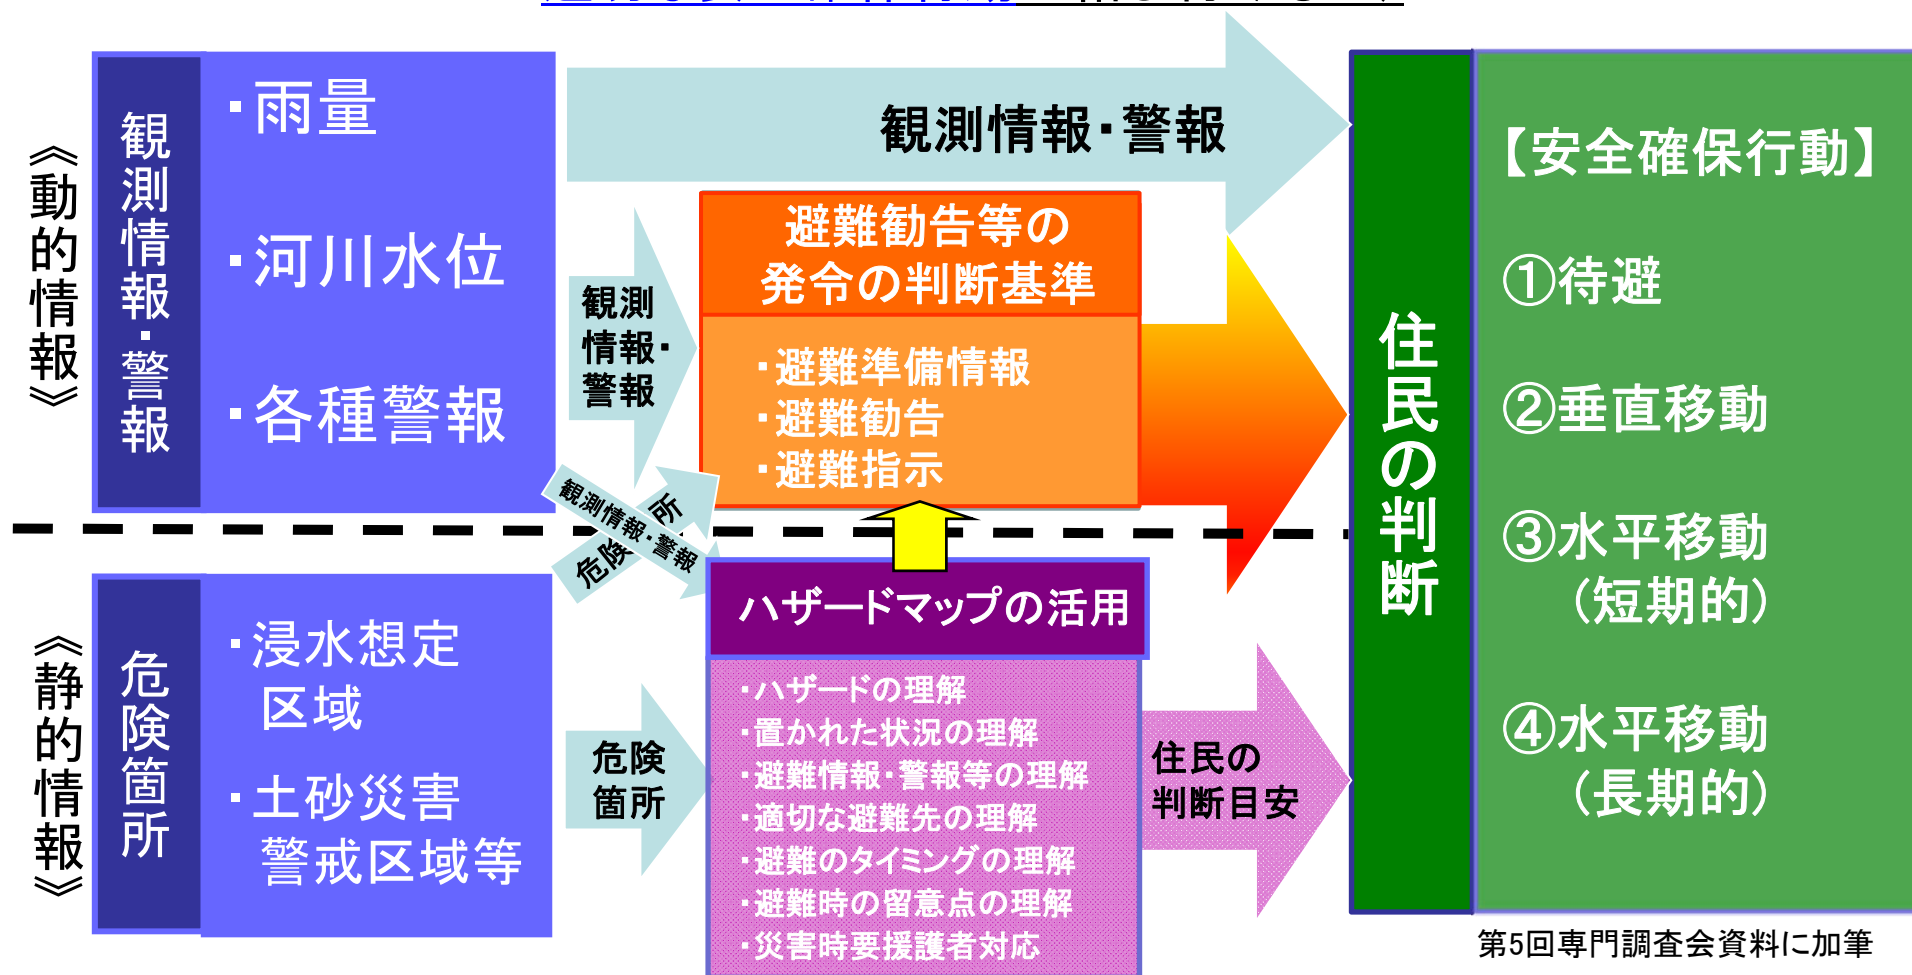 《動的情報》
観測情報・警報
・雨量
・河川水位
・各種警報
観測情報・警報
観測
情報・
警報
避難勧告等の
発令の判断基準
・避難準備情報
・避難勧告
・避難指示
観測情報・警報
《静的情報》
危険箇所
・浸水想定
区域
・土砂災害
警戒区域等
危険
箇所
ハザードマップの活用
・ハザードの理解
・置かれた状況の理解
・避難情報・警報等の理解
・適切な避難先の理解
・避難のタイミングの理解
・避難時の留意点の理解
・災害時要援護者対応
住民の
判断目安
住民の判断
【安全確保行動】
①待避
②垂直移動
③水平移動
（短期的）
④水平移動
（長期的）
第5回専門調査会資料に加筆